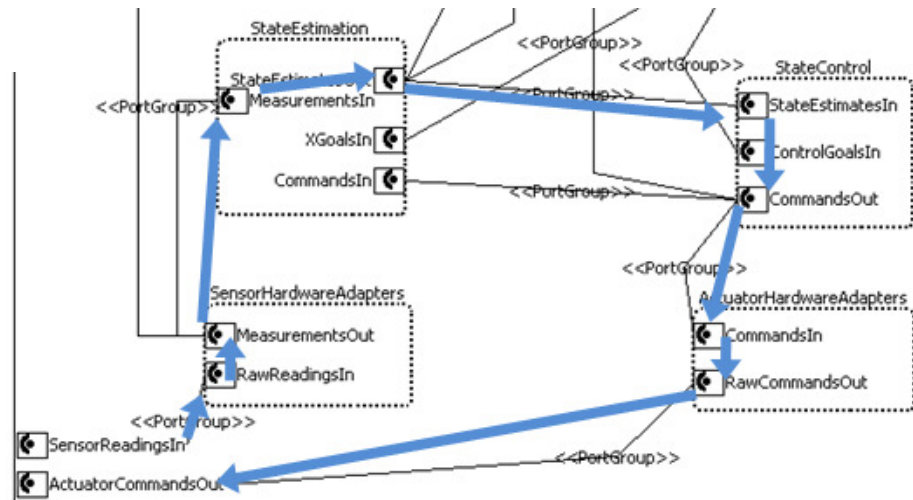 StateEstimation
<<PortGroup>>
StateControl
<<PortGroup>>
StateEstimates
<<PortGroup>>
MeasurementsIn
<<PortGroup>>
StateEstimatesIn
XGoalsIn
ControlGoalsIn
CommandsIn
<<PortGroup>>
CommandsOut
<<PortGroup>>
SensorHardwareAdapters
ActuatorHardwareAdapters
MeasurementsOut
CommandsIn
RawReadingsIn
RawCommandsOut
<<PortGroup>>
SensorReadingsIn
<<PortGroup>>
ActuatorCommandsOut